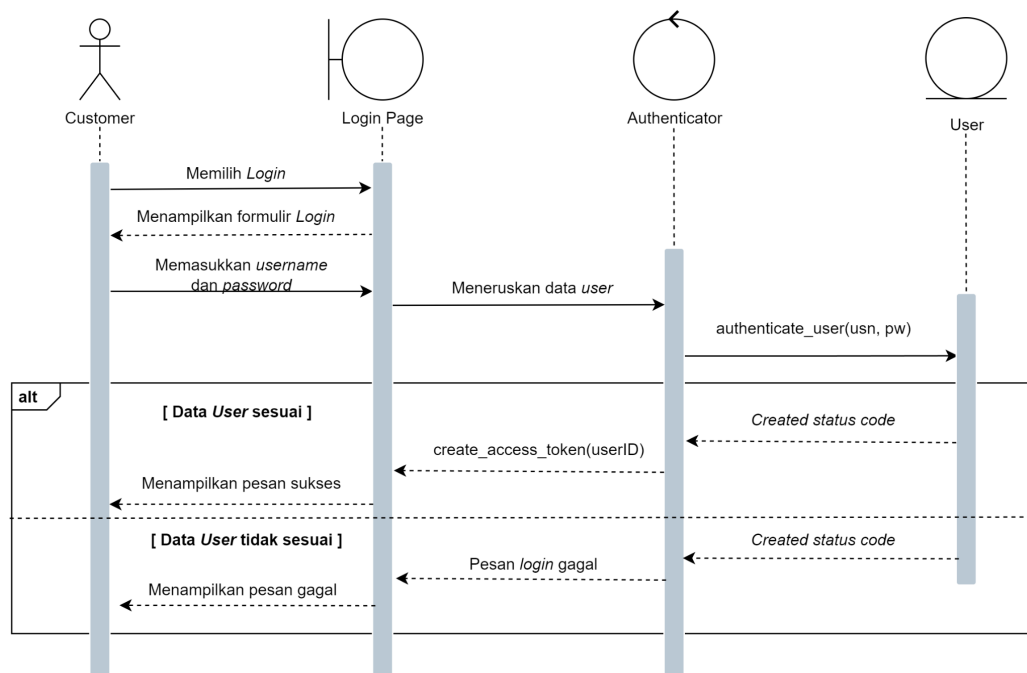 Customer
Login Page
Authenticator
User
Memilih Login
Menampilkan formulir Login
Memasukkan username
dan password
Meneruskan data user
authenticate_user(usn, pw)
alt
[ Data User sesuai ]
Created status code
create_access_token(userID)
Menampilkan pesan sukses
[ Data User tidak sesuai ]
Created status code
Pesan login gagal
Menampilkan pesan gagal